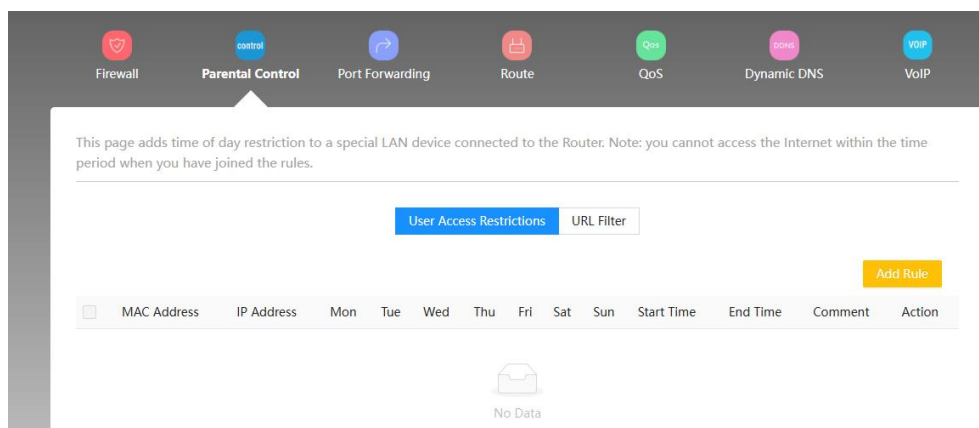 control Qos DDNS VOIP
Firewall Parental Control Port Forwarding Route QoS Dynamic DNS VoIP
This page adds time of day restriction to a special LAN device connected to the Router. Note: you cannot access the Internet within the time
period when you have joined the rules.
User Access Restrictions URL Filter
Add Rule
MAC Address IP Address Mon Tue Wed Thu Fri Sat Sun Start Time End Time Comment Action
No Data